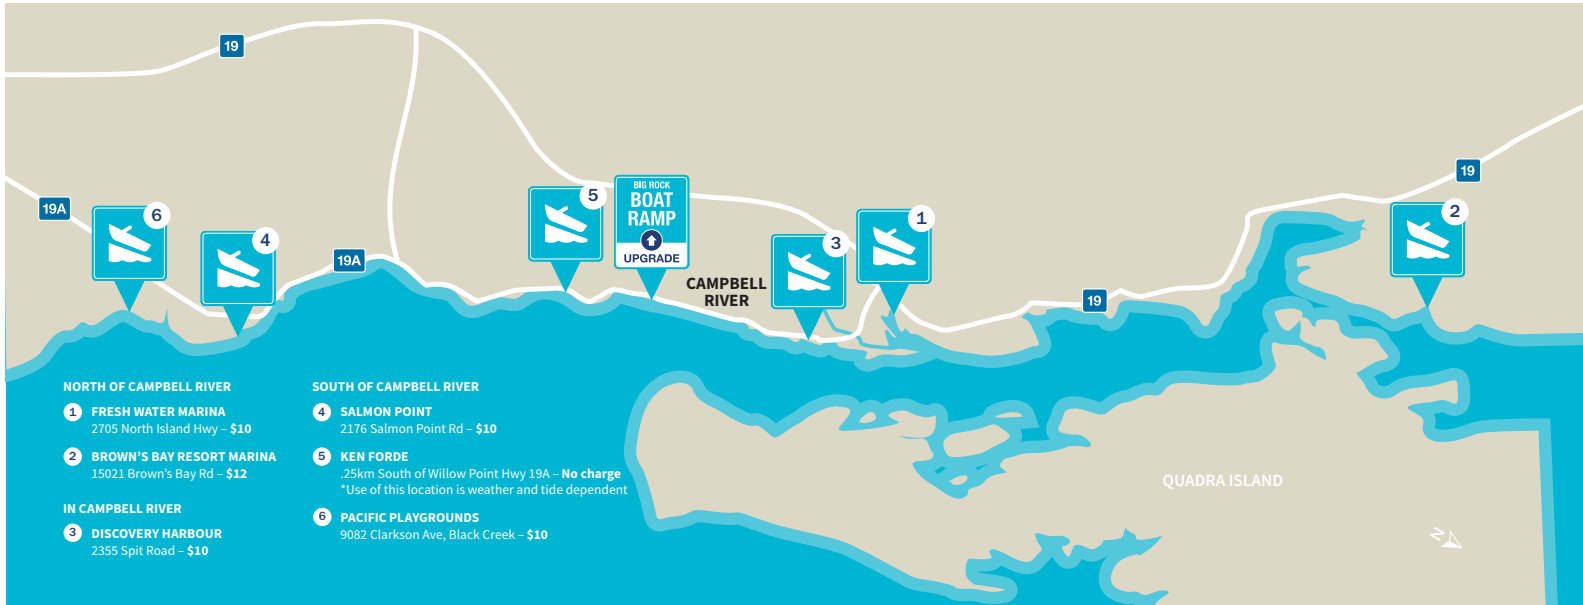 19
19A
6
4
19A
5
BIG ROCK
BOAT
RAMP
UPGRADE
CAMPBELL
RIVER
3
1
19
2
19
NORTH OF CAMPBELL RIVER
1 FRESH WATER MARINA
2705 North Island Hwy – $10
2 BROWN'S BAY RESORT MARINA
15021 Brown's Bay Rd – $12
IN CAMPBELL RIVER
3 DISCOVERY HARBOUR
2355 Spit Road – $10
SOUTH OF CAMPBELL RIVER
4 SALMON POINT
2176 Salmon Point Rd – $10
5 KEN FORDE
.25km South of Willow Point Hwy 19A – No charge
*Use of this location is weather and tide dependent
6 PACIFIC PLAYGROUNDS
9082 Clarkson Ave, Black Creek – $10
QUADRA ISLAND
N